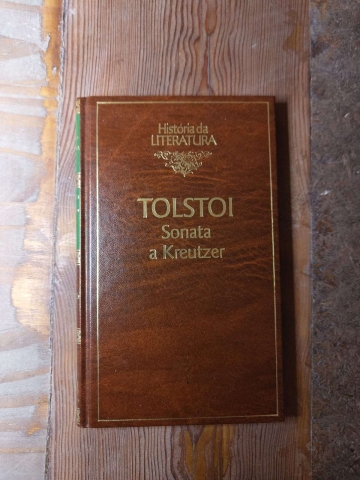 História da
LITERATURA
TOLSTOI
Sonata
a Kreutzer